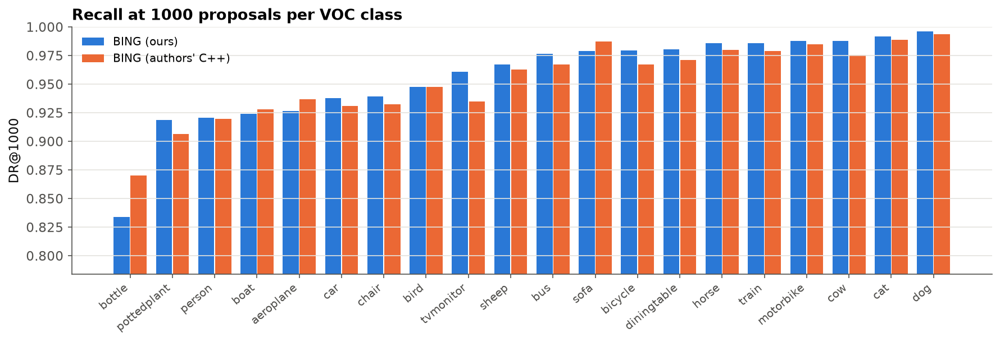 Recall at 1000 proposals per VOC class
BING (ours)
BING (authors' C++)
DR@1000
1.000
0.975
0.950
0.925
0.900
0.875
0.850
0.825
0.800
bottle
pottedplant
person
boat
aeroplane
car
chair
bird
tvmonitor
sheep
bus
sofa
bicycle
diningtable
horse
train
motorbike
cow
cat
dog